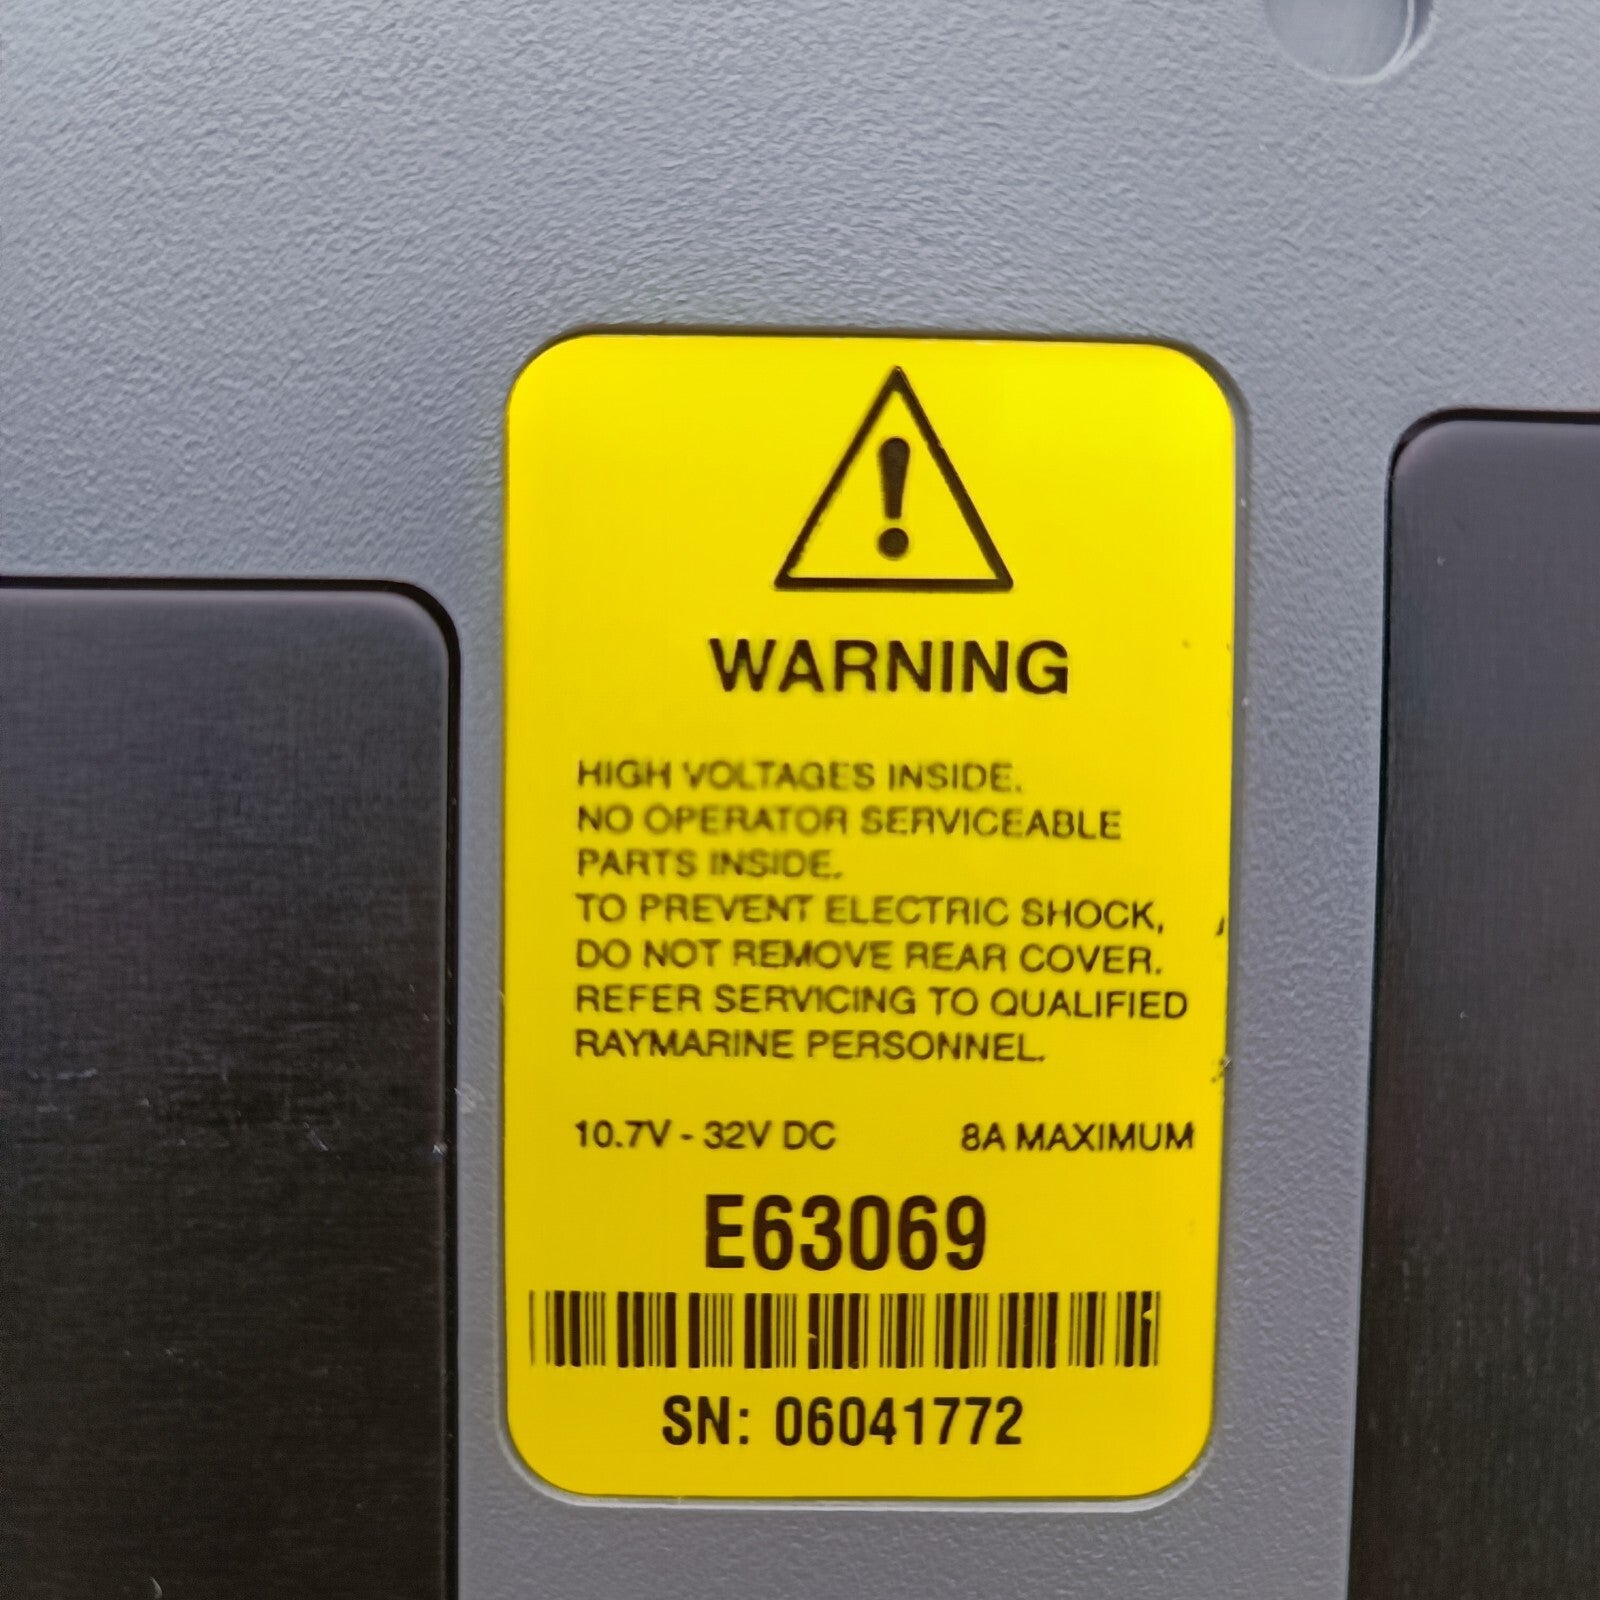 WARNING
HIGH VOLTAGES INSIDE.
NO OPERATOR SERVICEABLE
PARTS INSIDE.
TO PREVENT ELECTRIC SHOCK,
DO NOT REMOVE REAR COVER.
REFER SERVICING TO QUALIFIED
RAYMARINE PERSONNEL.
10.7V - 32V DC 8A MAXIMUM
E63069
SN: 06041772